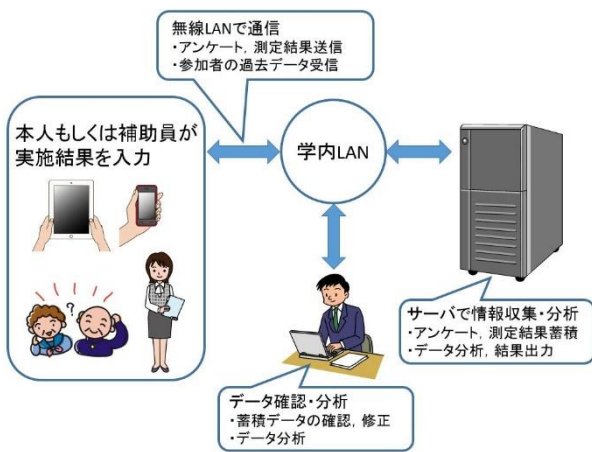 無線LANで通信
・アンケート, 測定結果送信
・参加者の過去データ受信
本人もしくは補助員が
実施結果を入力
学内LAN
サーバで情報収集・分析
・アンケート, 測定結果蓄積
・データ分析, 結果出力
データ確認・分析
・蓄積データの確認, 修正
・データ分析
?